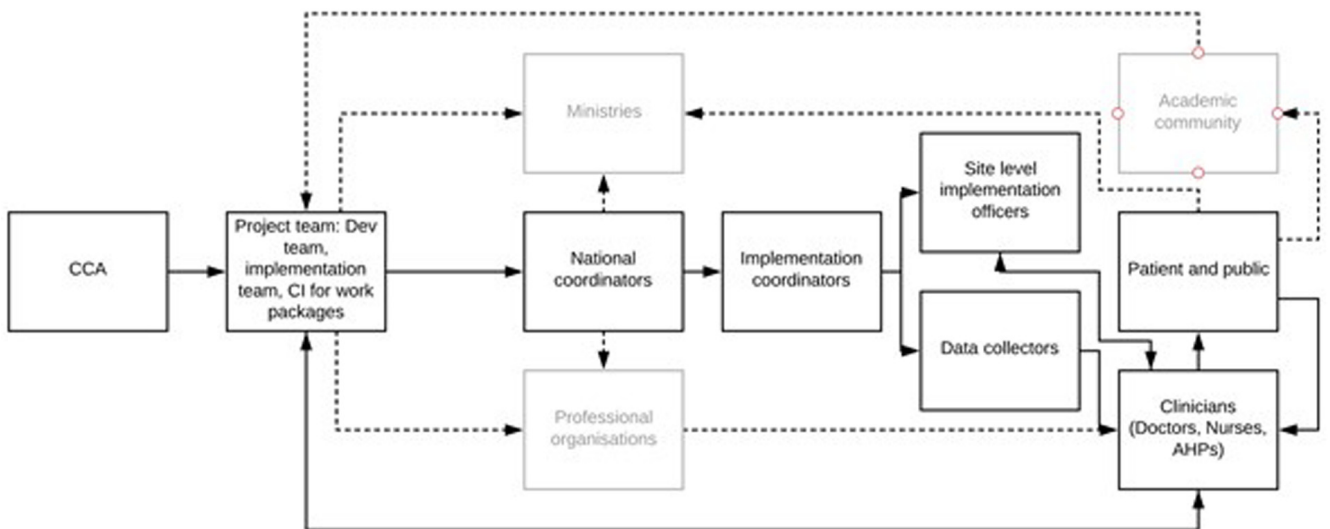 Ministries
Academic
community
Site level
implementation
officers
CCA
Project team: Dev
team,
implementation
team, CI for work
packages
National
coordinators
Implementation
coordinators
Patient and public
Data collectors
Professional
organisations
Clinicians
(Doctors, Nurses,
AHPs)